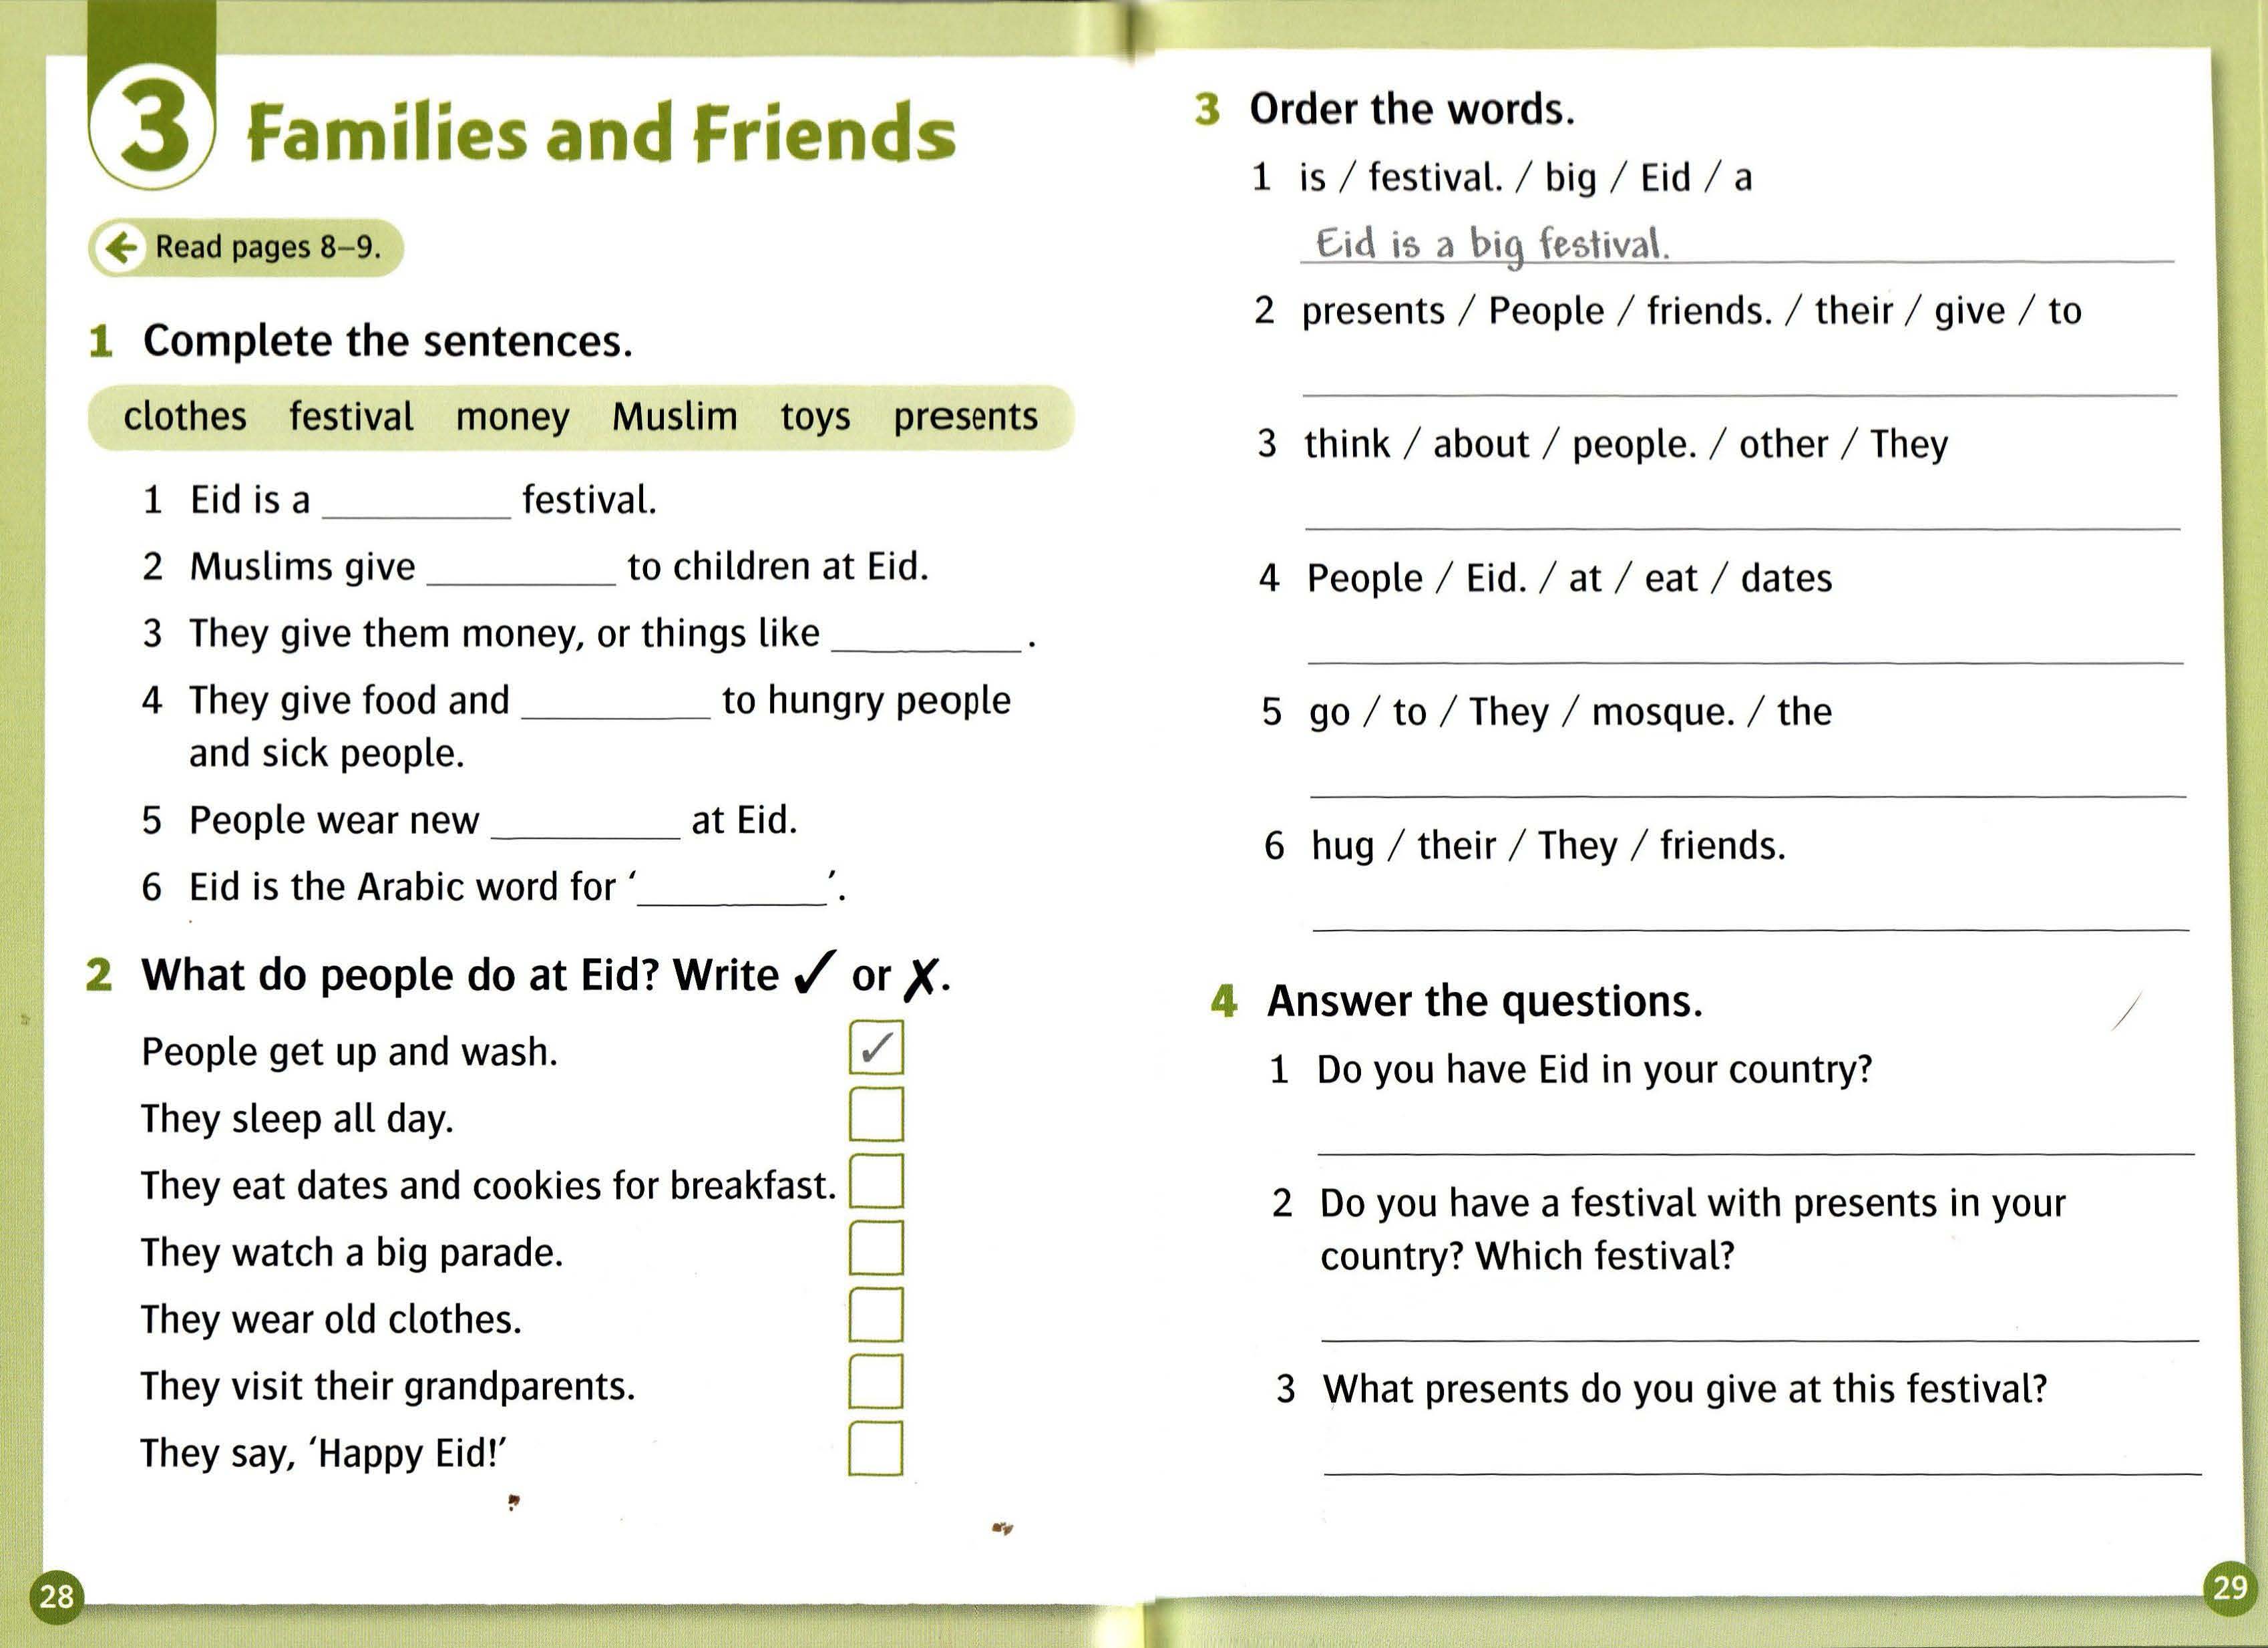 3 Families and Friends
← Read pages 8–9.
1 Complete the sentences.
clothes festival money Muslim toys presents
1 Eid is a __________ festival.
2 Muslims give __________ to children at Eid.
3 They give them money, or things like __________.
4 They give food and __________ to hungry people
and sick people.
5 People wear new __________ at Eid.
6 Eid is the Arabic word for ‘__________’.
2 What do people do at Eid? Write ✓ or ✗.
People get up and wash. ✓
They sleep all day.
They eat dates and cookies for breakfast.
They watch a big parade.
They wear old clothes.
They visit their grandparents.
They say, ‘Happy Eid!’
28
3 Order the words.
1 is / festival. / big / Eid / a
Eid is a big festival.
2 presents / People / friends. / their / give / to
3 think / about / people. / other / They
4 People / Eid. / at / eat / dates
5 go / to / They / mosque. / the
6 hug / their / They / friends.
4 Answer the questions.
1 Do you have Eid in your country?
2 Do you have a festival with presents in your
country? Which festival?
3 What presents do you give at this festival?
29